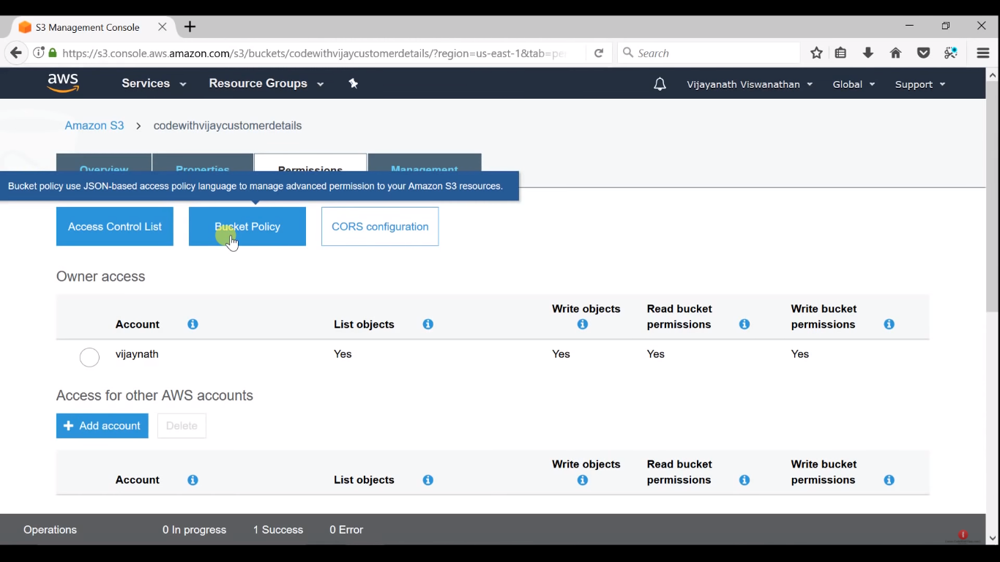 S3 Management Console
https://s3.console.aws.amazon.com/s3/buckets/codewithvijaycustomerdetails/?region=us-east-1&tab=pe
Search
aws
Services
Resource Groups
Vijayanath Viswanathan
Global
Support
Amazon S3 > codewithvijaycustomerdetails
Overview
Properties
Permissions
Management
Bucket policy use JSON-based access policy language to manage advanced permission to your Amazon S3 resources.
Access Control List
Bucket Policy
CORS configuration
Owner access
Account
List objects
Write objects
Read bucket permissions
Write bucket permissions
vijaynath
Yes
Yes
Yes
Yes
Access for other AWS accounts
+ Add account
Delete
Account
List objects
Write objects
Read bucket permissions
Write bucket permissions
Operations
0 In progress
1 Success
0 Error